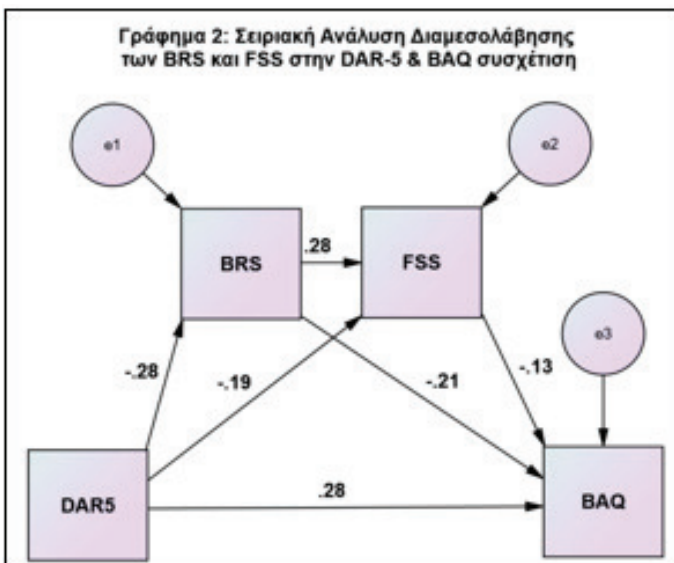 Γράφημα 2: Σειριακή Ανάλυση Διαμεσολάβησης
των BRS και FSS στην DAR-5 & BAQ συσχέτιση
e1
e2
BRS
.28
FSS
e3
-.28
-.19
-.21
-.13
DAR5
.28
BAQ